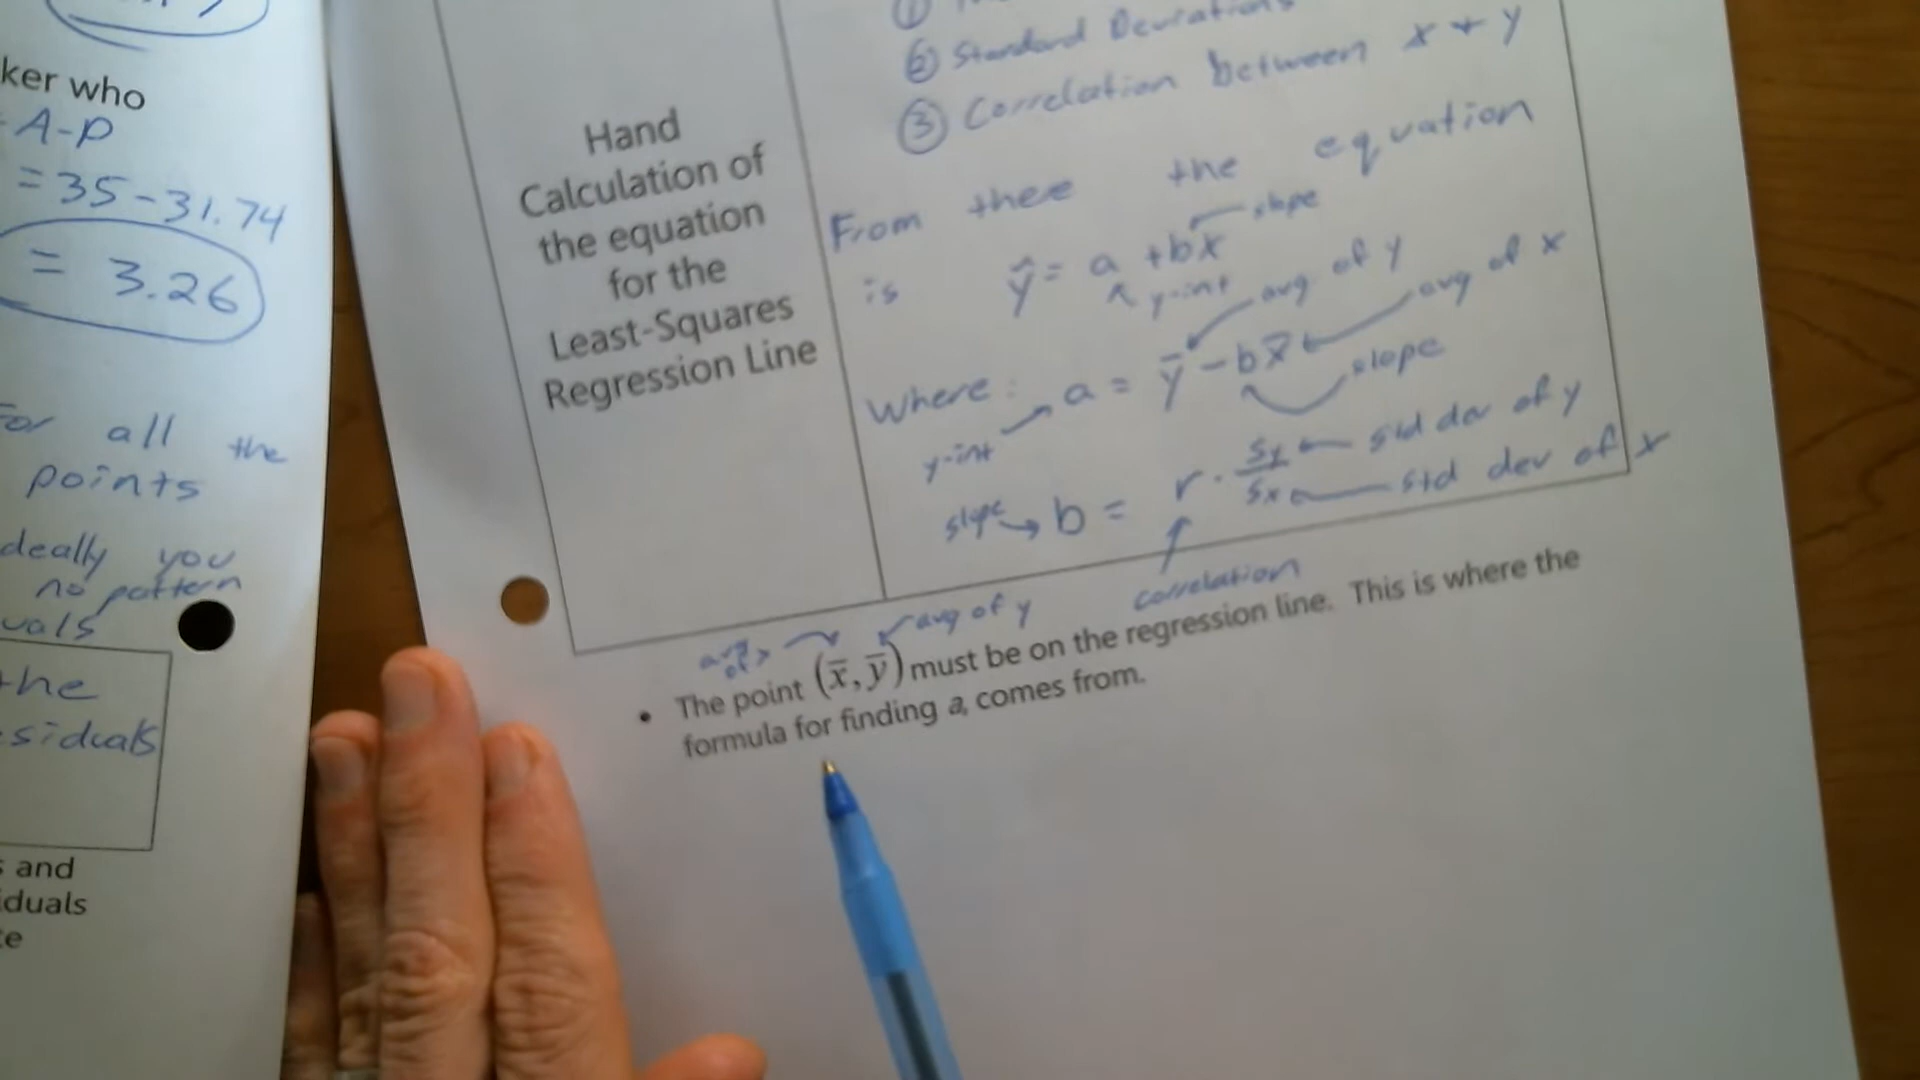 ker who
A-P
= 35 - 31.74
= 3.26
For all the
points
deally you
no pattern
uals
the
siduals
s and
iduals
te
Hand
Calculation of
the equation
for the
Least-Squares
Regression Line
①
② Standard Deviations
③ Correlation between x + y
From there the equation
is ŷ = a + bx slope
y-int avg of y avg of x
Where: a = ȳ - bx̄ slope
y-int
slope → b = r · sy/sx std dev of y
std dev of x
correlation
avg of x avg of y
• The point (x̄, ȳ) must be on the regression line. This is where the
formula for finding a, comes from.